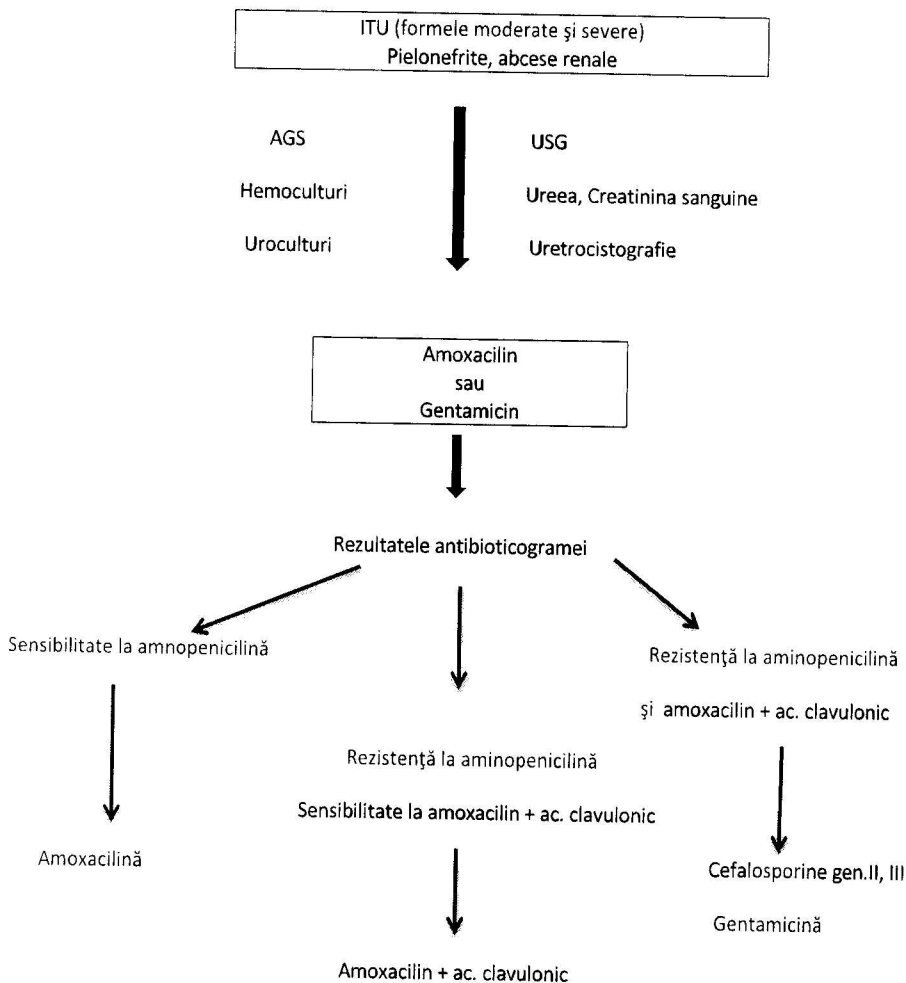 ITU (formele moderate şi severe)
Pielonefrite, abcese renale
AGS
Hemoculturi
Uroculturi
USG
Ureea, Creatinina sanguine
Uretrocistografie
Amoxacilin
sau
Gentamicin
Rezultatele antibioticogramei
Sensibilitate la amnopenicilină
Amoxacilină
Rezistenţă la aminopenicilină
Sensibilitate la amoxacilin + ac. clavulonic
Amoxacilin + ac. clavulonic
Rezistenţă la aminopenicilină
şi amoxacilin + ac. clavulonic
Cefalosporine gen.II, III
Gentamicină